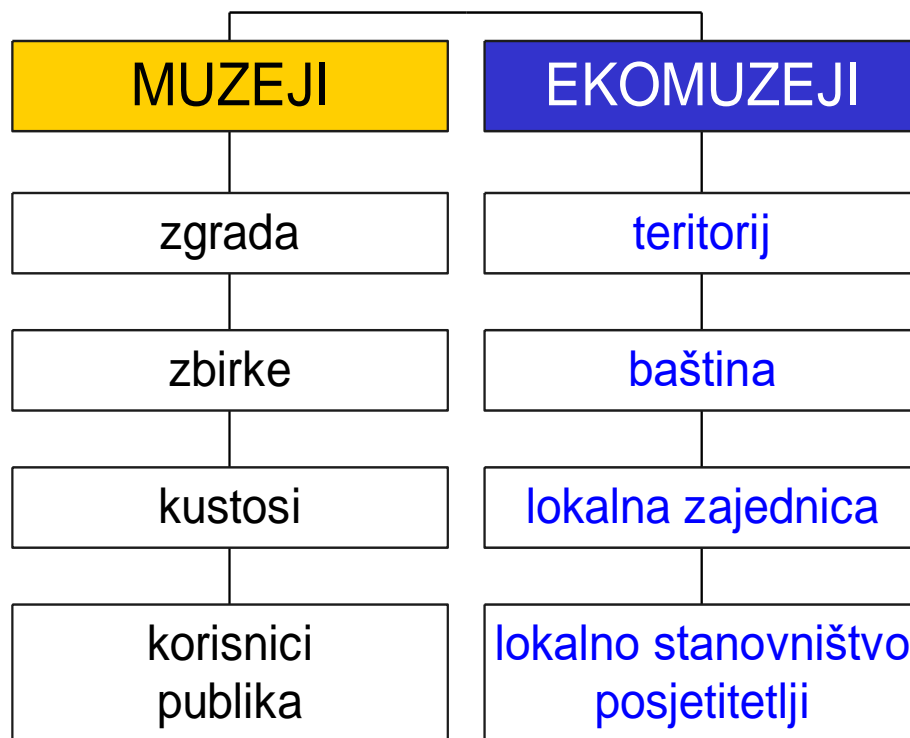 MUZEJI
zgrada
zbirke
kustosi
korisnici
publika
EKOMUZEJI
teritorij
baština
lokalna zajednica
lokalno stanovništvo
posjetitetlji